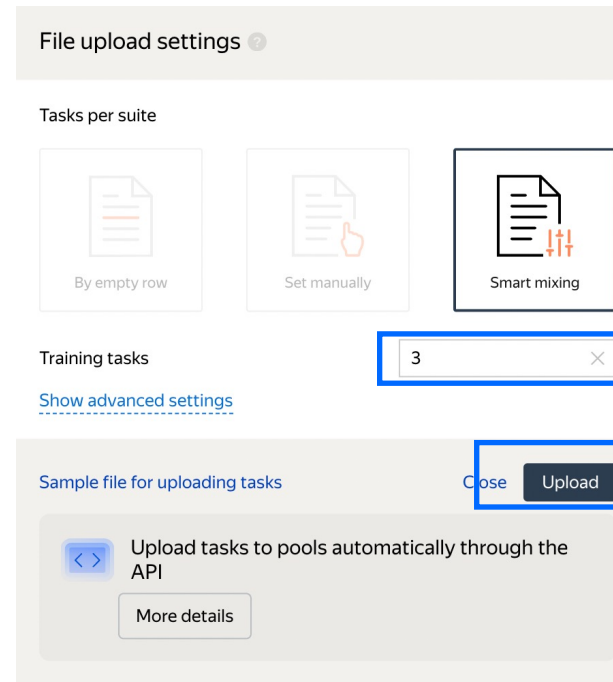 File upload settings ?
Tasks per suite
By empty row
Set manually
Smart mixing
Training tasks
3
Show advanced settings
Sample file for uploading tasks
Close
Upload
Upload tasks to pools automatically through the
API
More details